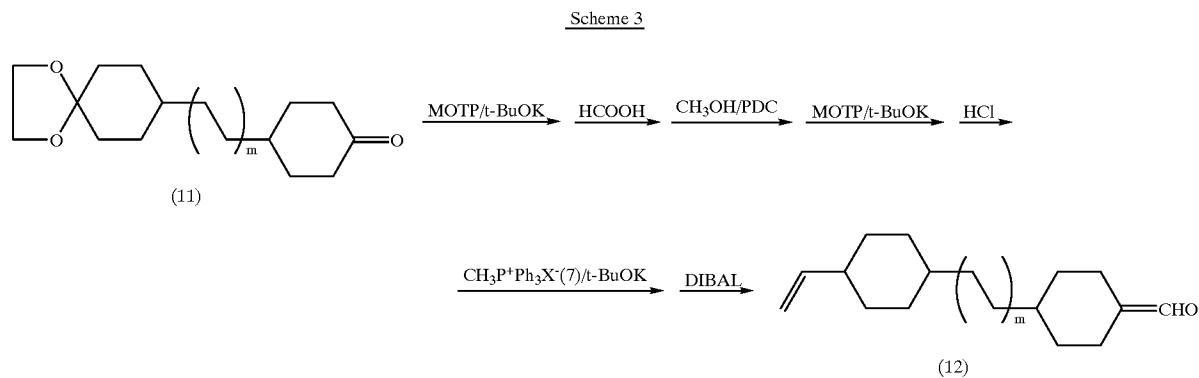 Scheme 3
O
O
O
m
(11)
MOTP/t-BuOK HCOOH CH₃OH/PDC MOTP/t-BuOK HCl
CH₃P⁺Ph₃X⁻(7)/t-BuOK DIBAL
CHO
m
(12)